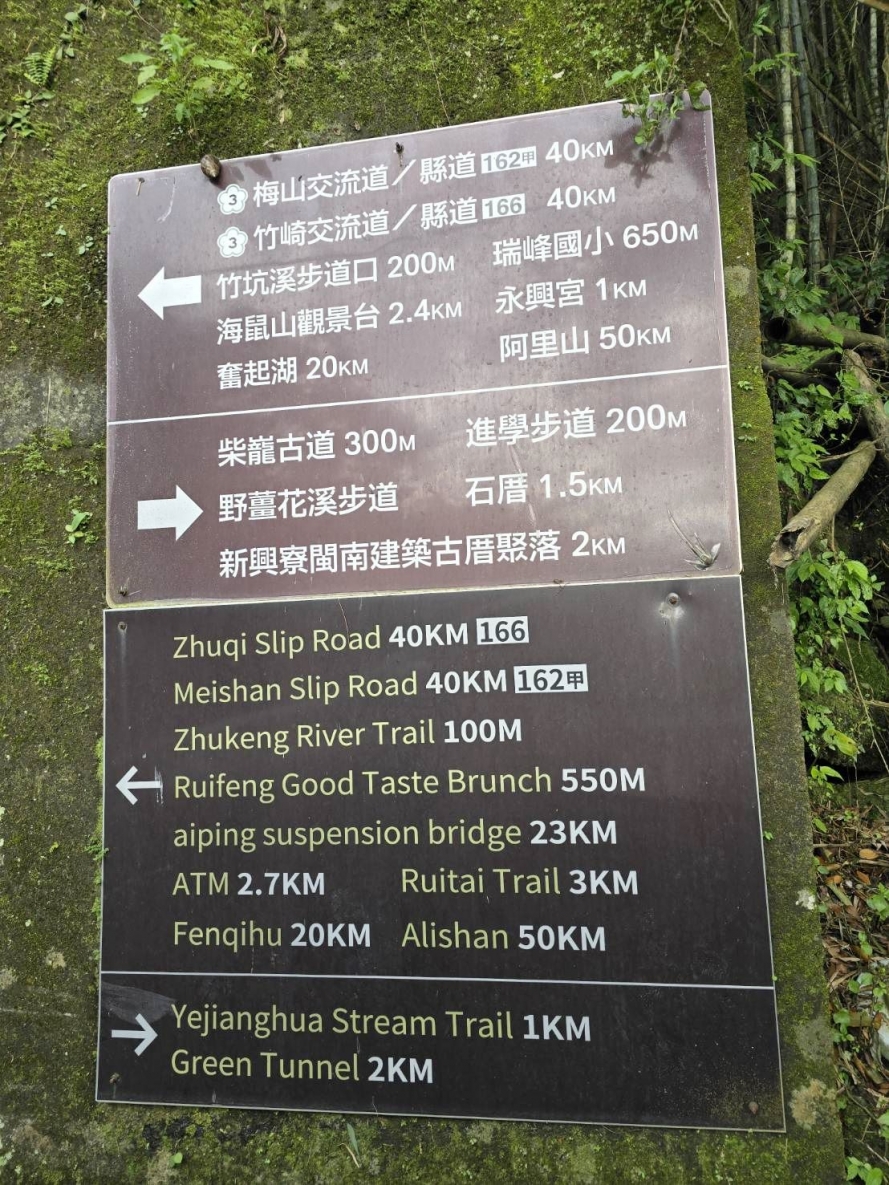 3 梅山交流道／縣道 162甲 40KM
3 竹崎交流道／縣道 166 40KM
竹坑溪步道口 200M 瑞峰國小 650M
海鼠山觀景台 2.4KM 永興宮 1KM
奮起湖 20KM 阿里山 50KM
柴巃古道 300M 進學步道 200M
野薑花溪步道 石厝 1.5KM
新興寮閩南建築古厝聚落 2KM
Zhuqi Slip Road 40KM 166
Meishan Slip Road 40KM 162甲
Zhukeng River Trail 100M
Ruifeng Good Taste Brunch 550M
aiping suspension bridge 23KM
ATM 2.7KM Ruitai Trail 3KM
Fenqihu 20KM Alishan 50KM
Yejianghua Stream Trail 1KM
Green Tunnel 2KM